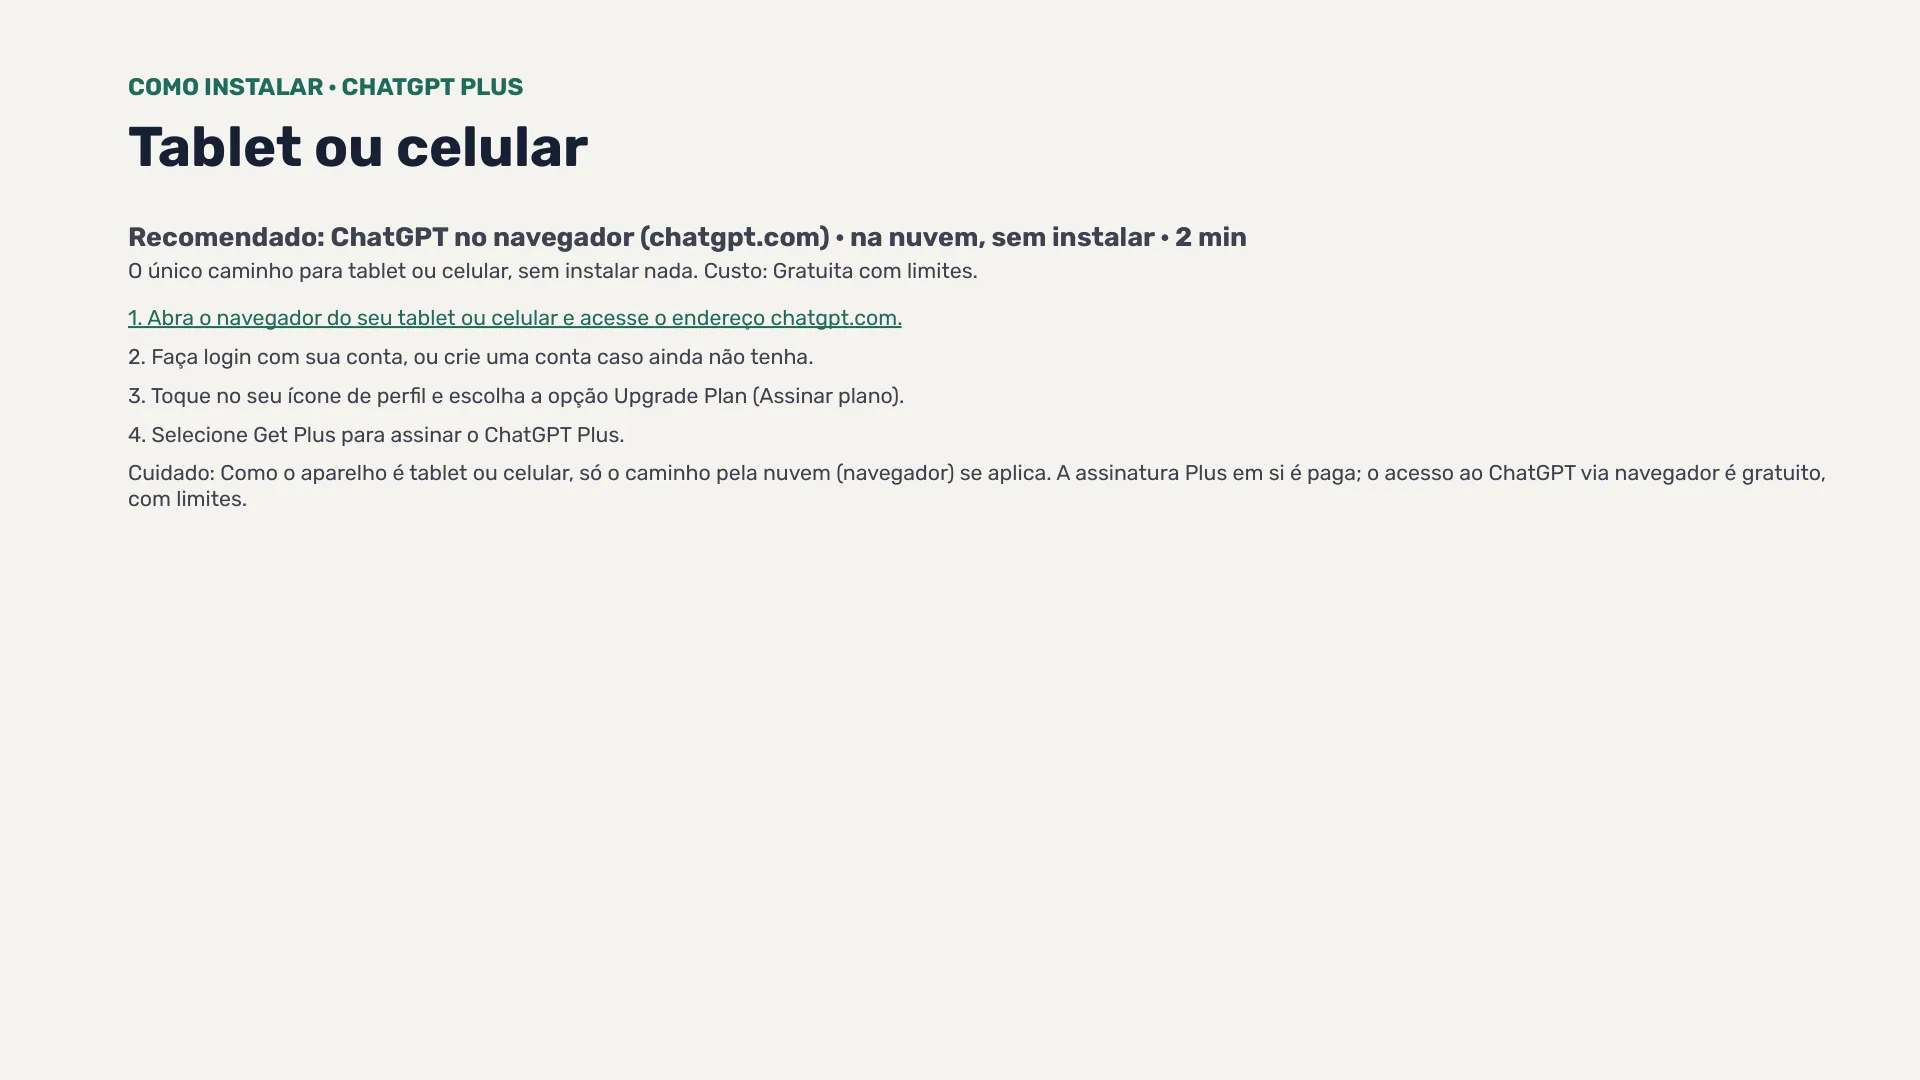 COMO INSTALAR • CHATGPT PLUS
Tablet ou celular
Recomendado: ChatGPT no navegador (chatgpt.com) • na nuvem, sem instalar • 2 min
O único caminho para tablet ou celular, sem instalar nada. Custo: Gratuita com limites.
1. Abra o navegador do seu tablet ou celular e acesse o endereço chatgpt.com.
2. Faça login com sua conta, ou crie uma conta caso ainda não tenha.
3. Toque no seu ícone de perfil e escolha a opção Upgrade Plan (Assinar plano).
4. Selecione Get Plus para assinar o ChatGPT Plus.
Cuidado: Como o aparelho é tablet ou celular, só o caminho pela nuvem (navegador) se aplica. A assinatura Plus em si é paga; o acesso ao ChatGPT via navegador é gratuito,
com limites.